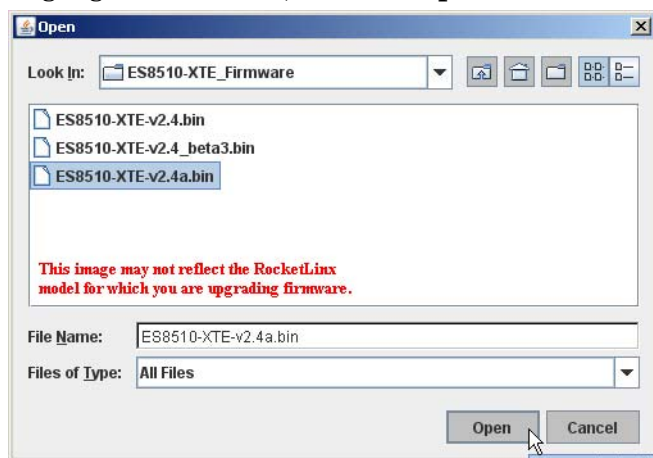 Open
Look In: ES8510-XTE_Firmware
ES8510-XTE-v2.4.bin
ES8510-XTE-v2.4_beta3.bin
ES8510-XTE-v2.4a.bin
This image may not reflect the RocketLinx
model for which you are upgrading firmware.
File Name: ES8510-XTE-v2.4a.bin
Files of Type: All Files
Open Cancel